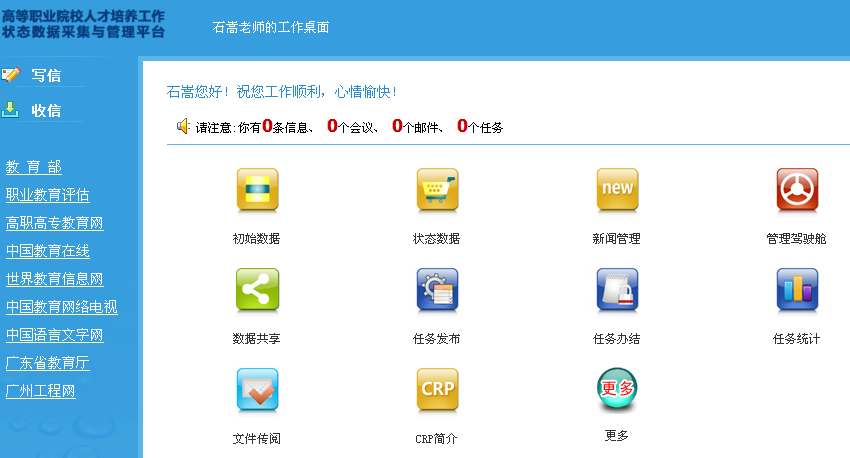 高等职业院校人才培养工作
状态数据采集与管理平台
石嵩老师的工作桌面
写信
收信
教 育 部
职业教育评估
高职高专教育网
中国教育在线
世界教育信息网
中国教育网络电视
中国语言文字网
广东省教育厅
广州工程网
石嵩您好！祝您工作顺利，心情愉快！
请注意:你有0条信息、 0个会议、 0个邮件、 0个任务
初始数据
状态数据
new
新闻管理
管理驾驶舱
数据共享
任务发布
任务办结
任务统计
文件传阅
CRP
CRP简介
更多
更多